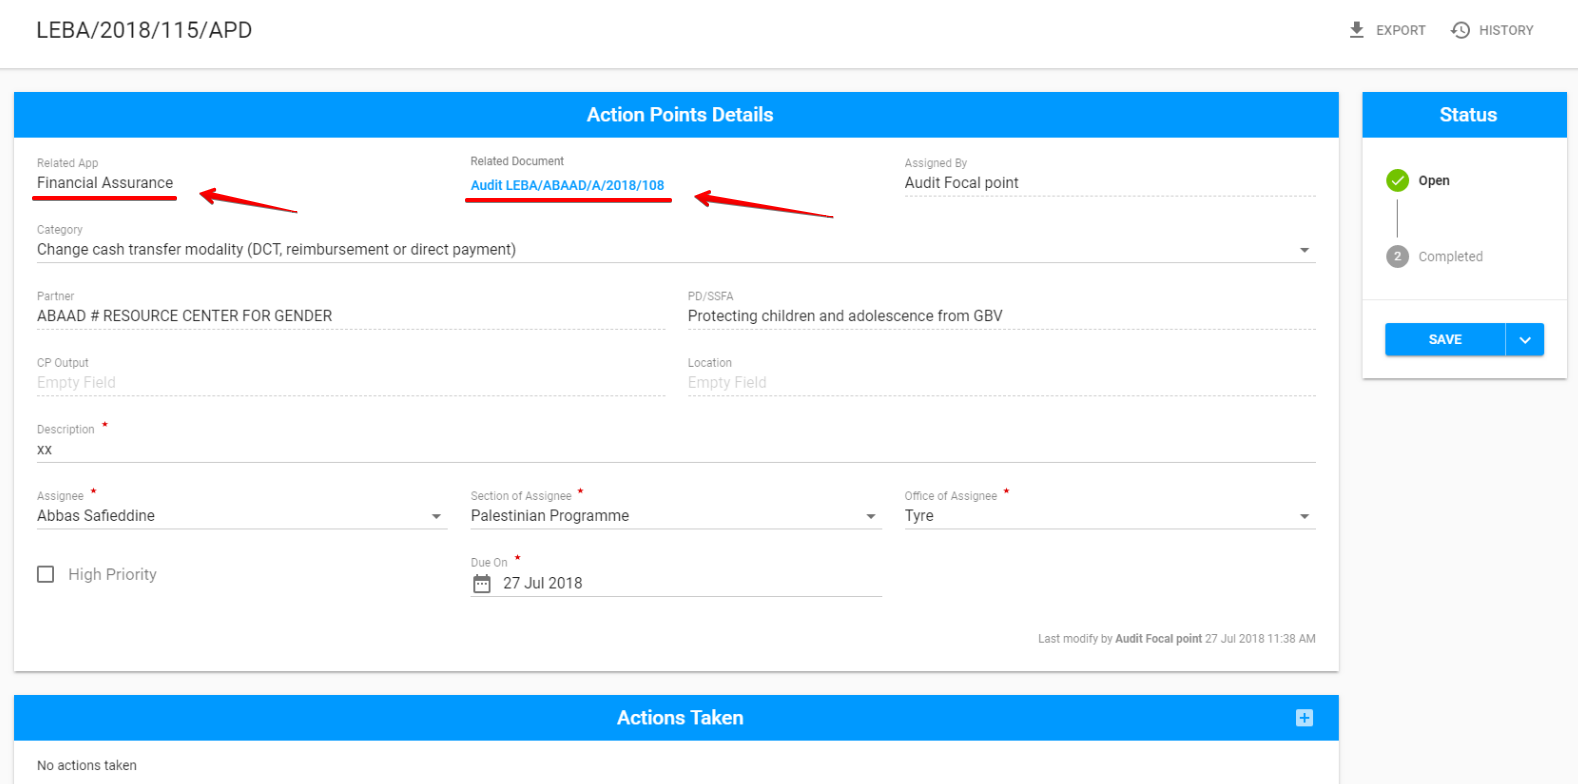 LEBA/2018/115/APD
EXPORT HISTORY
Action Points Details
Status
Related App
Related Document
Assigned By
Financial Assurance
Audit LEBA/ABAAD/A/2018/108
Audit Focal point
Open
Category
Change cash transfer modality (DCT, reimbursement or direct payment)
2 Completed
Partner
PD/SSFA
ABAAD # RESOURCE CENTER FOR GENDER
Protecting children and adolescence from GBV
SAVE
CP Output
Location
Empty Field
Empty Field
Description *
xx
Assignee *
Section of Assignee *
Office of Assignee *
Abbas Safieddine
Palestinian Programme
Tyre
High Priority
Due On *
27 Jul 2018
Last modify by Audit Focal point 27 Jul 2018 11:38 AM
Actions Taken
No actions taken